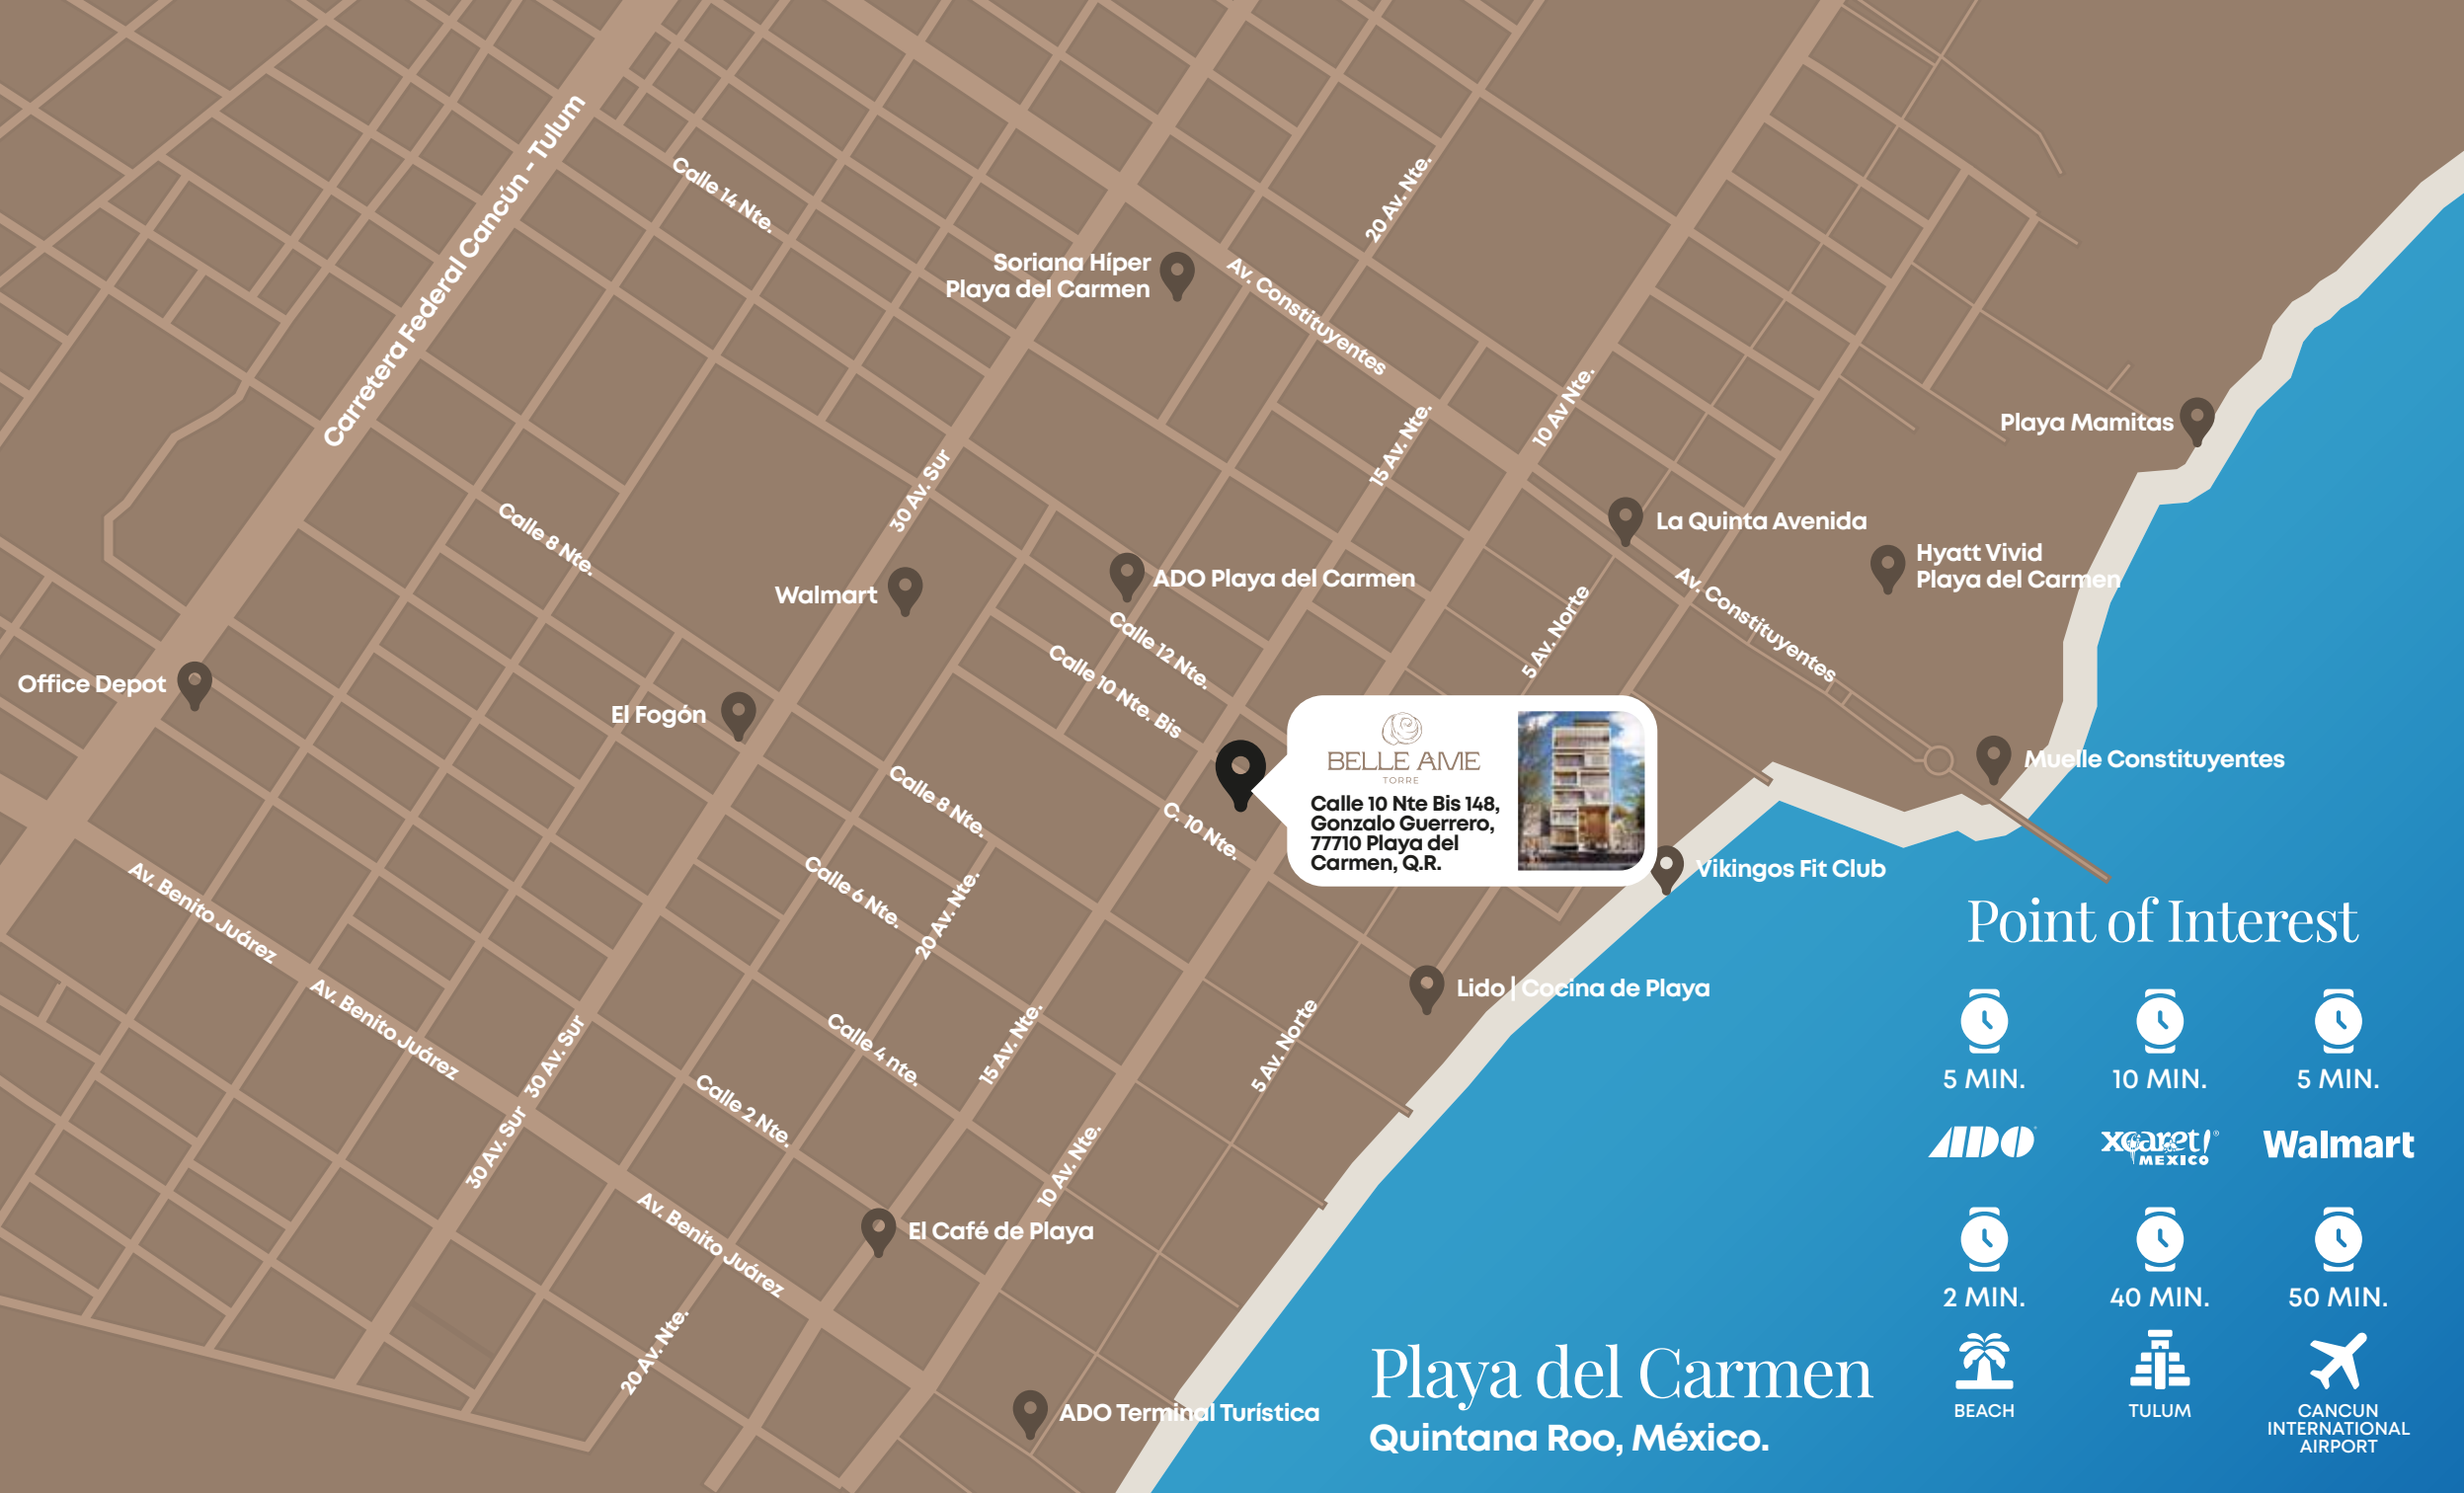 Carretera Federal Cancún - Tulum
Calle 14 Nte.
20 Av. Nte.
Soriana Híper
Playa del Carmen
Av. Constituyentes
10 Av Nte.
15 Av. Nte.
30 Av. Sur
Playa Mamitas
Calle 8 Nte.
La Quinta Avenida
Hyatt Vivid
Playa del Carmen
Walmart
ADO Playa del Carmen
Av. Constituyentes
5 Av. Norte
Calle 12 Nte.
Calle 10 Nte. Bis
Office Depot
El Fogón
Muelle Constituyentes
BELLE AME
TORRE
Calle 10 Nte Bis 148,
Gonzalo Guerrero,
77710 Playa del
Carmen, Q.R.
Calle 8 Nte.
C. 10 Nte.
Vikingos Fit Club
Calle 6 Nte.
20 Av. Nte.
Av. Benito Juárez
Av. Benito Juárez
Lido | Cocina de Playa
30 Av. Sur
30 Av. Sur
Calle 4 nte.
15 Av. Nte.
5 Av. Norte
Calle 2 Nte.
10 Av. Nte.
El Café de Playa
Av. Benito Juárez
20 Av. Nte.
ADO Terminal Turística
Point of Interest
5 MIN.
10 MIN.
5 MIN.
ADO
xcaret!®
MEXICO
Walmart
2 MIN.
40 MIN.
50 MIN.
BEACH
TULUM
CANCUN
INTERNATIONAL
AIRPORT
Playa del Carmen
Quintana Roo, México.